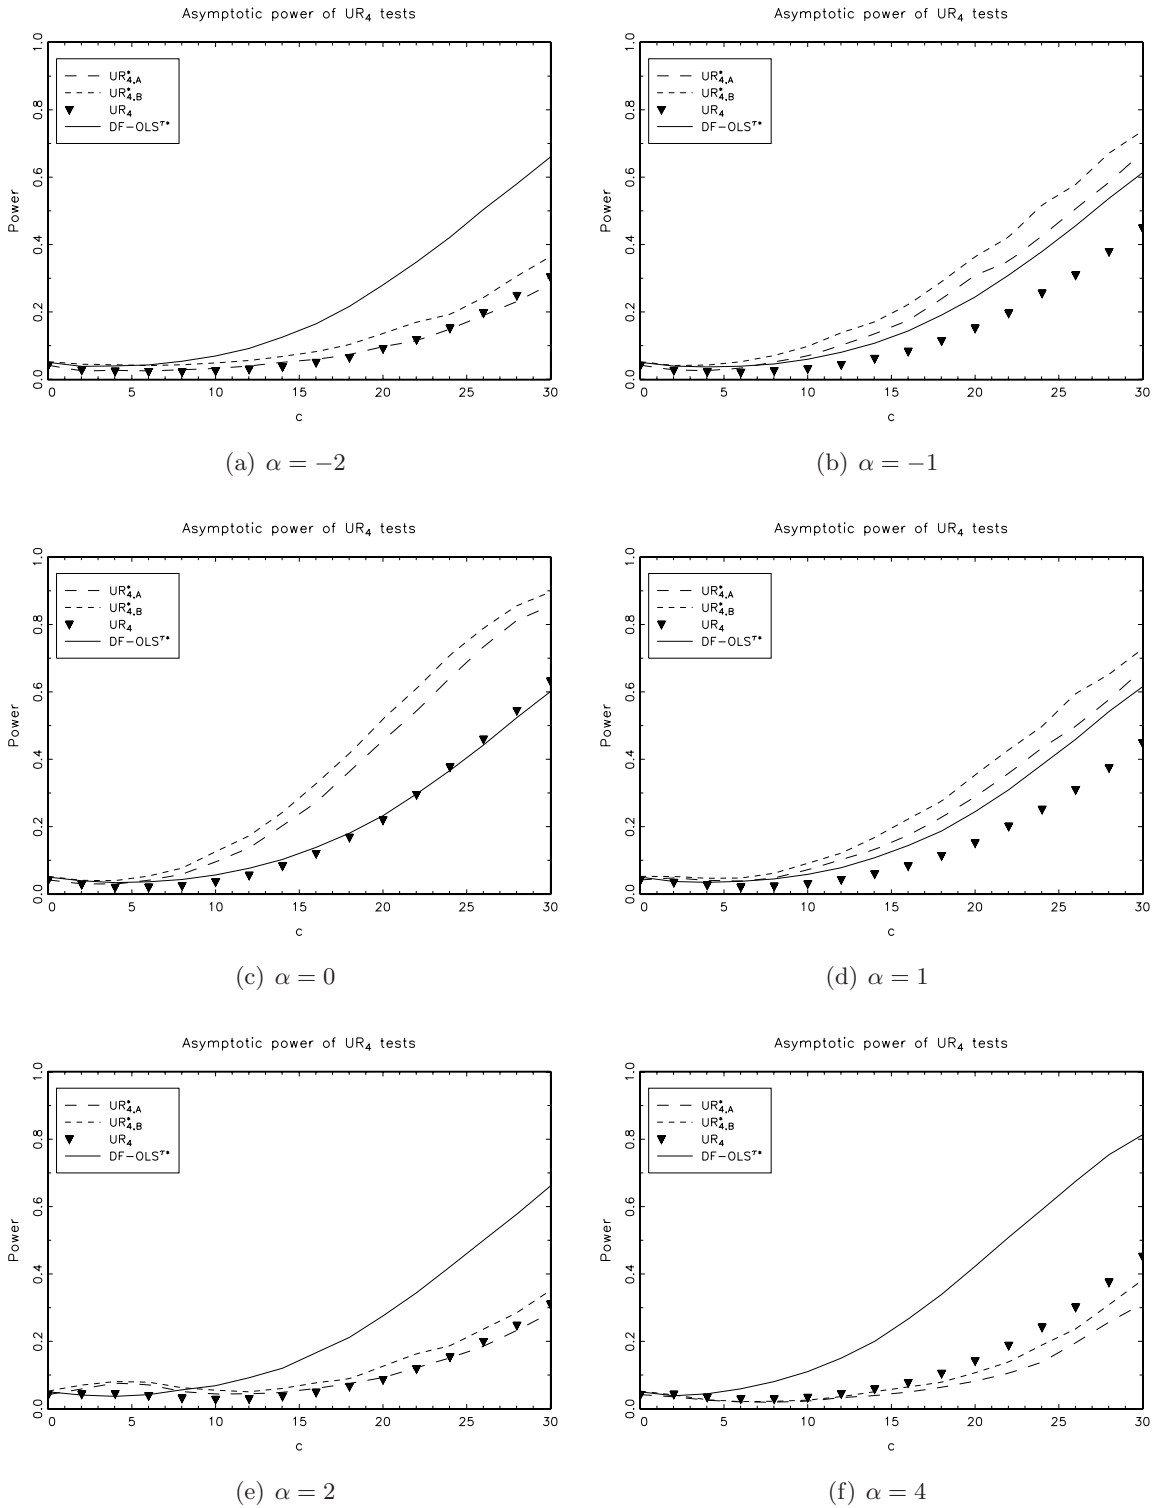 Asymptotic power of UR₄ tests
UR*₄,A
UR*₄,B
UR₄
DF-OLSᵀ*
Power
0.0 0.2 0.4 0.6 0.8 1.0
0 5 10 15 20 25 30
c
(a) α = −2
Asymptotic power of UR₄ tests
UR*₄,A
UR*₄,B
UR₄
DF-OLSᵀ*
Power
0.0 0.2 0.4 0.6 0.8 1.0
0 5 10 15 20 25 30
c
(b) α = −1
Asymptotic power of UR₄ tests
UR*₄,A
UR*₄,B
UR₄
DF-OLSᵀ*
Power
0.0 0.2 0.4 0.6 0.8 1.0
0 5 10 15 20 25 30
c
(c) α = 0
Asymptotic power of UR₄ tests
UR*₄,A
UR*₄,B
UR₄
DF-OLSᵀ*
Power
0.0 0.2 0.4 0.6 0.8 1.0
0 5 10 15 20 25 30
c
(d) α = 1
Asymptotic power of UR₄ tests
UR*₄,A
UR*₄,B
UR₄
DF-OLSᵀ*
Power
0.0 0.2 0.4 0.6 0.8 1.0
0 5 10 15 20 25 30
c
(e) α = 2
Asymptotic power of UR₄ tests
UR*₄,A
UR*₄,B
UR₄
DF-OLSᵀ*
Power
0.0 0.2 0.4 0.6 0.8 1.0
0 5 10 15 20 25 30
c
(f) α = 4